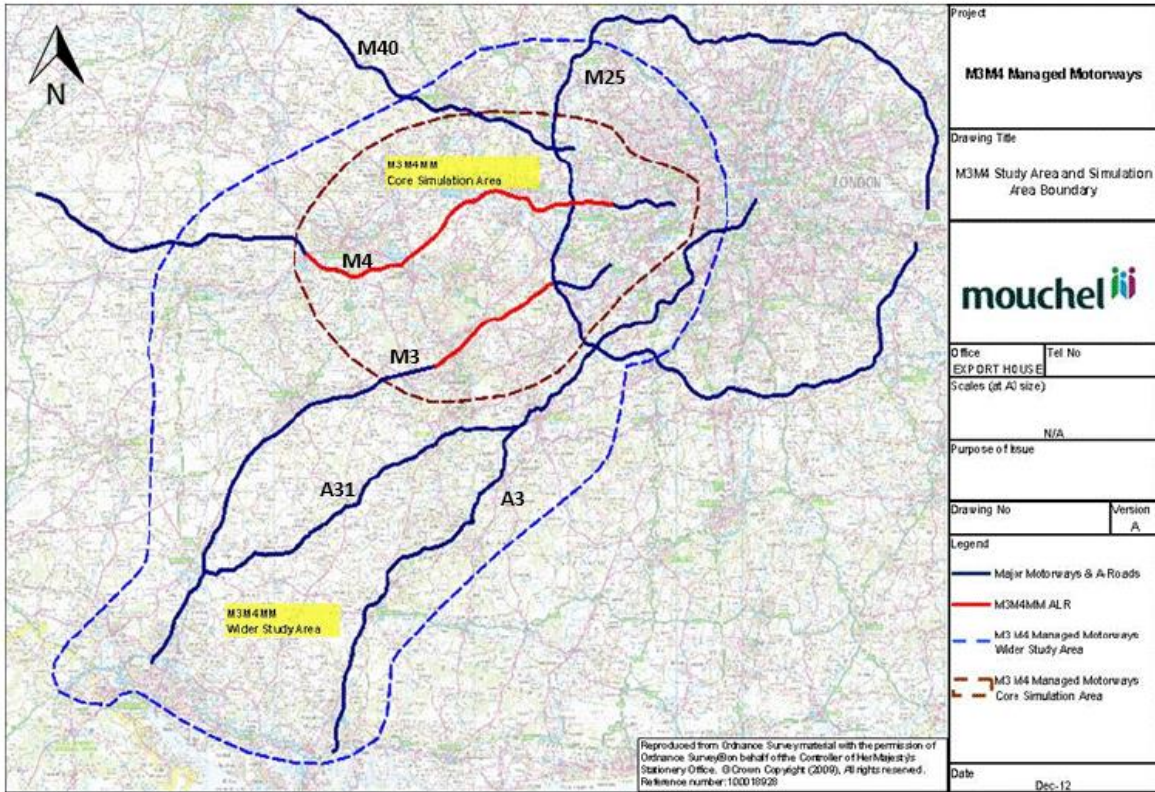 N
M40
M25
M3M4MM
Core Simulation Area
LONDON
M4
M3
A31
A3
M3M4MM
Wider Study Area
Reproduced from Ordnance Survey material with the permission of
Ordnance Survey® on behalf of the Controller of Her Majesty's
Stationery Office. © Crown Copyright (2009). All rights reserved.
Reference number: 100018928
Project
M3M4 Managed Motorways
Drawing Title
M3M4 Study Area and Simulation
Area Boundary
mouchel
Office
EXPORT HOUSE
Tel No
Scales (at A3 size)
N/A
Purpose of Issue
Drawing No
Version
A
Legend
Major Motorways & A-Roads
M3M4MM ALR
M3 M4 Managed Motorways
Wider Study Area
M3 M4 Managed Motorways
Core Simulation Area
Date
Dec-12